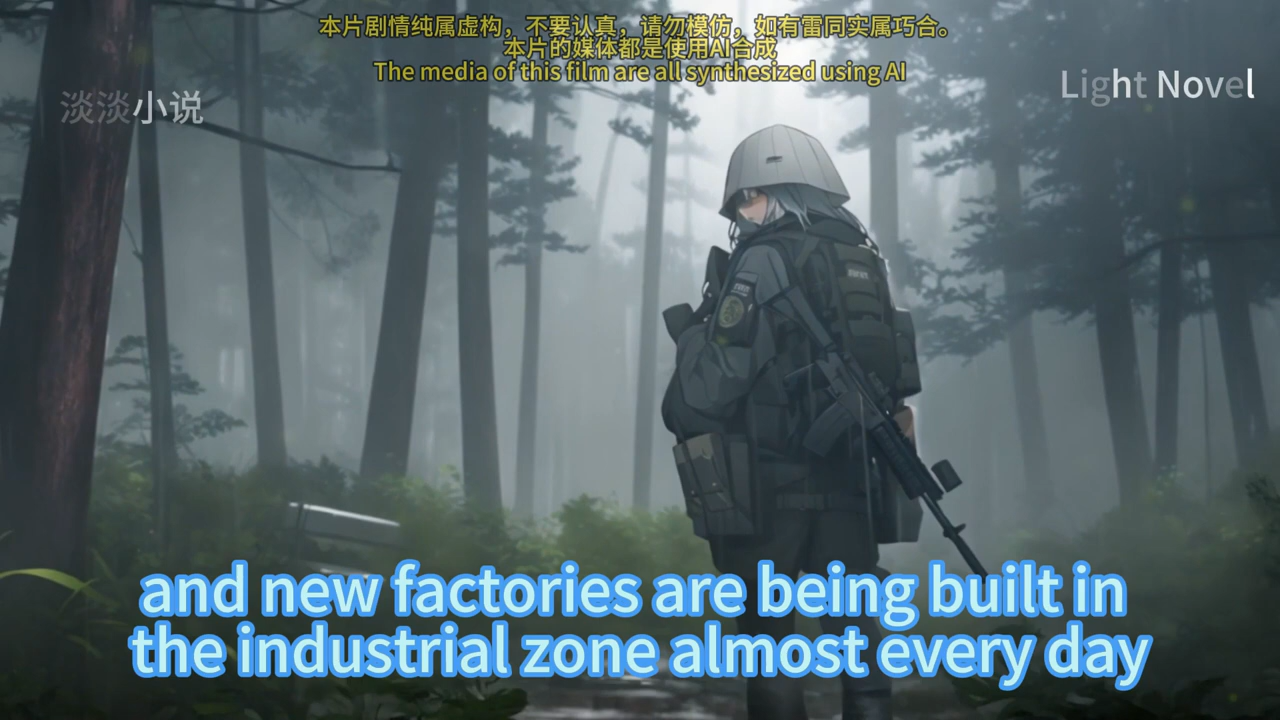 本片剧情纯属虚构，不要认真，请勿模仿，如有雷同实属巧合。
本片的媒体都是使用AI合成
The media of this film are all synthesized using AI
淡淡小说
Light Novel
and new factories are being built in
the industrial zone almost every day